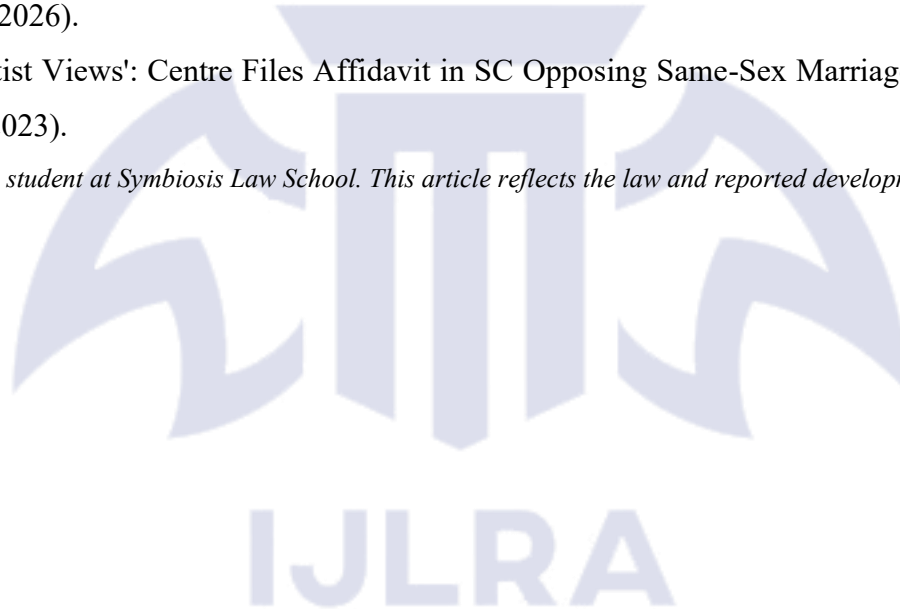 2026).
tist Views': Centre Files Affidavit in SC Opposing Same-Sex Marriag
023).
student at Symbiosis Law School. This article reflects the law and reported develop
IJLRA